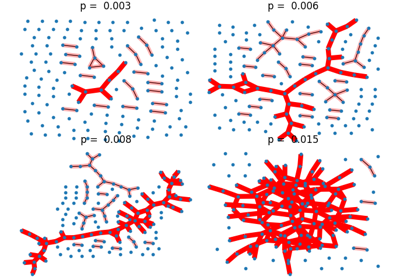 p = 0.003
p = 0.006
p = 0.008
p = 0.015